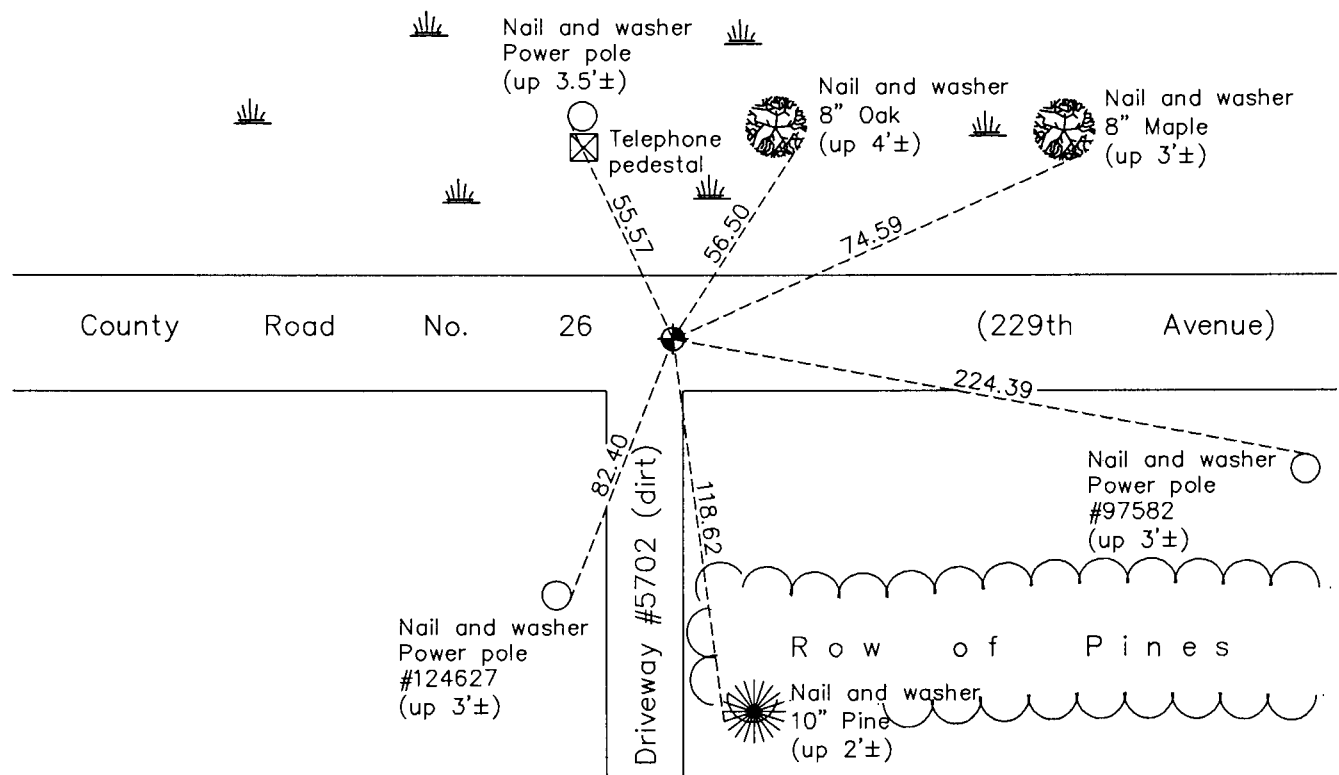 Nail and washer
Power pole
(up 3.5'±)
Nail and washer
8" Oak
(up 4'±)
Nail and washer
8" Maple
(up 3'±)
Telephone
pedestal
55.57
56.50
74.59
County Road No. 26 (229th Avenue)
224.39
82.40
118.62
Nail and washer
Power pole
#97582
(up 3'±)
Driveway #5702 (dirt)
Nail and washer
Power pole
#124627
(up 3'±)
Row of Pines
Nail and washer
10" Pine
(up 2'±)